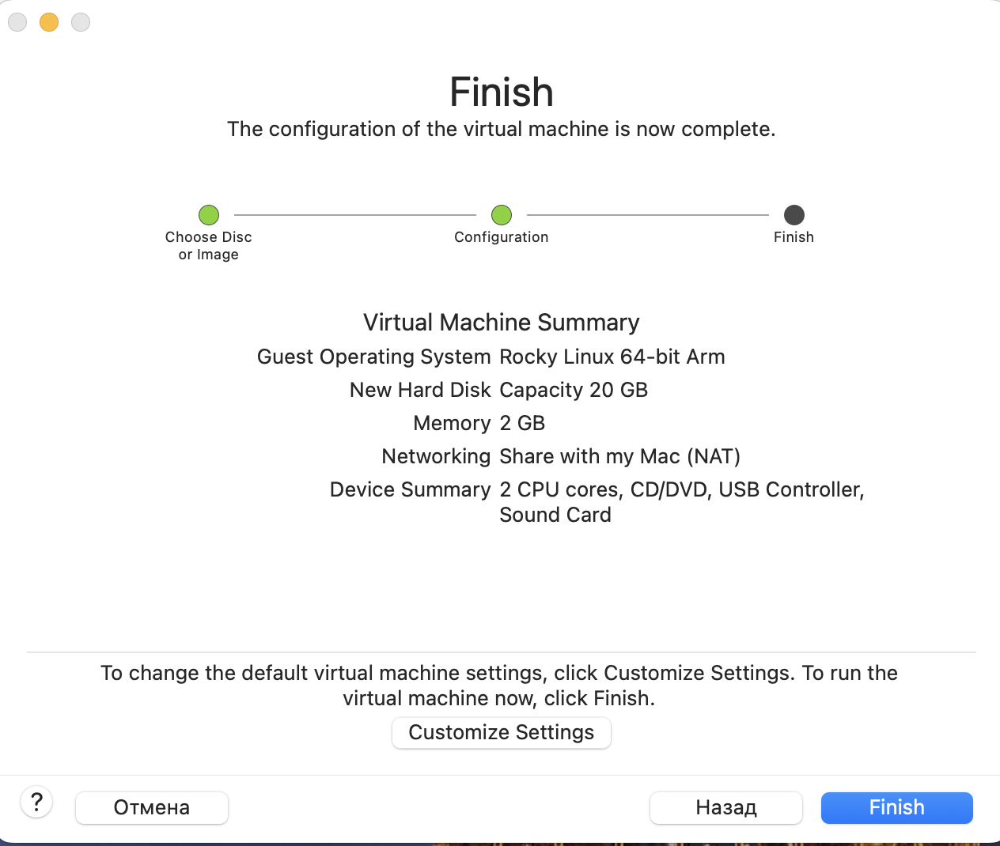 Finish
The configuration of the virtual machine is now complete.
Choose Disc
or Image
Configuration
Finish
Virtual Machine Summary
Guest Operating System Rocky Linux 64-bit Arm
New Hard Disk Capacity 20 GB
Memory 2 GB
Networking Share with my Mac (NAT)
Device Summary 2 CPU cores, CD/DVD, USB Controller,
Sound Card
To change the default virtual machine settings, click Customize Settings. To run the
virtual machine now, click Finish.
Customize Settings
? Отмена Назад Finish